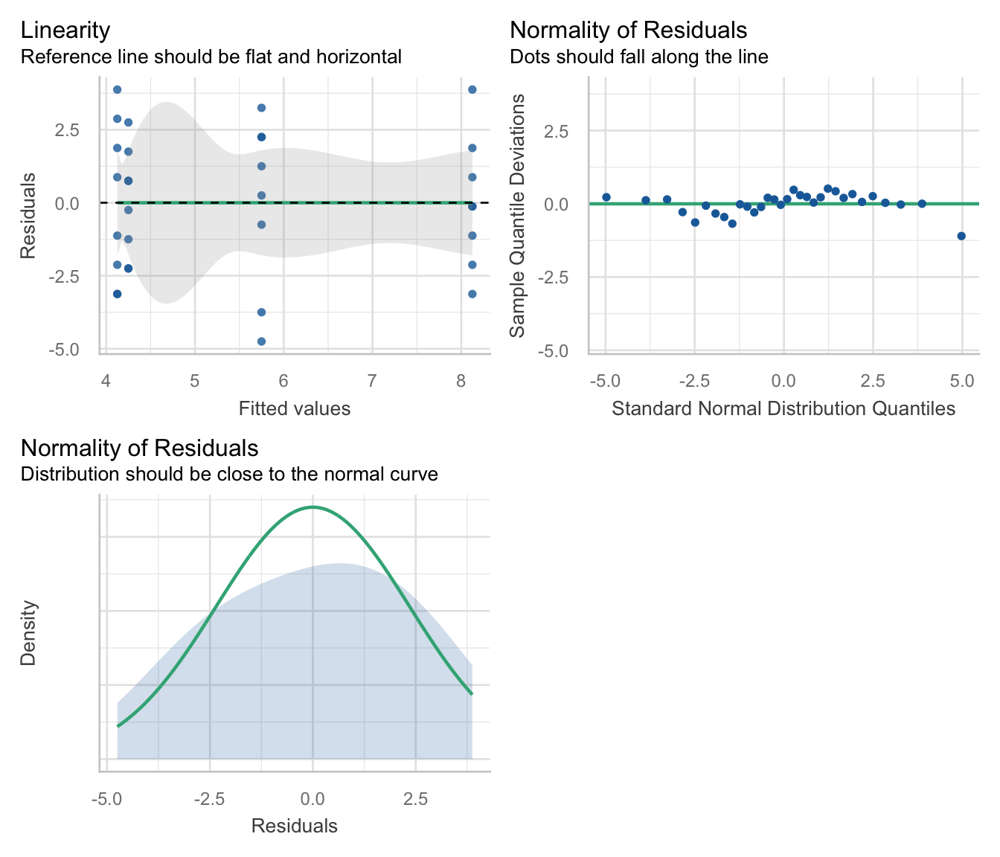 Linearity
Reference line should be flat and horizontal
2.5
0.0
-2.5
-5.0
Residuals
4 5 6 7 8
Fitted values
Normality of Residuals
Dots should fall along the line
2.5
0.0
-2.5
-5.0
Sample Quantile Deviations
-5.0 -2.5 0.0 2.5 5.0
Standard Normal Distribution Quantiles
Normality of Residuals
Distribution should be close to the normal curve
Density
-5.0 -2.5 0.0 2.5
Residuals